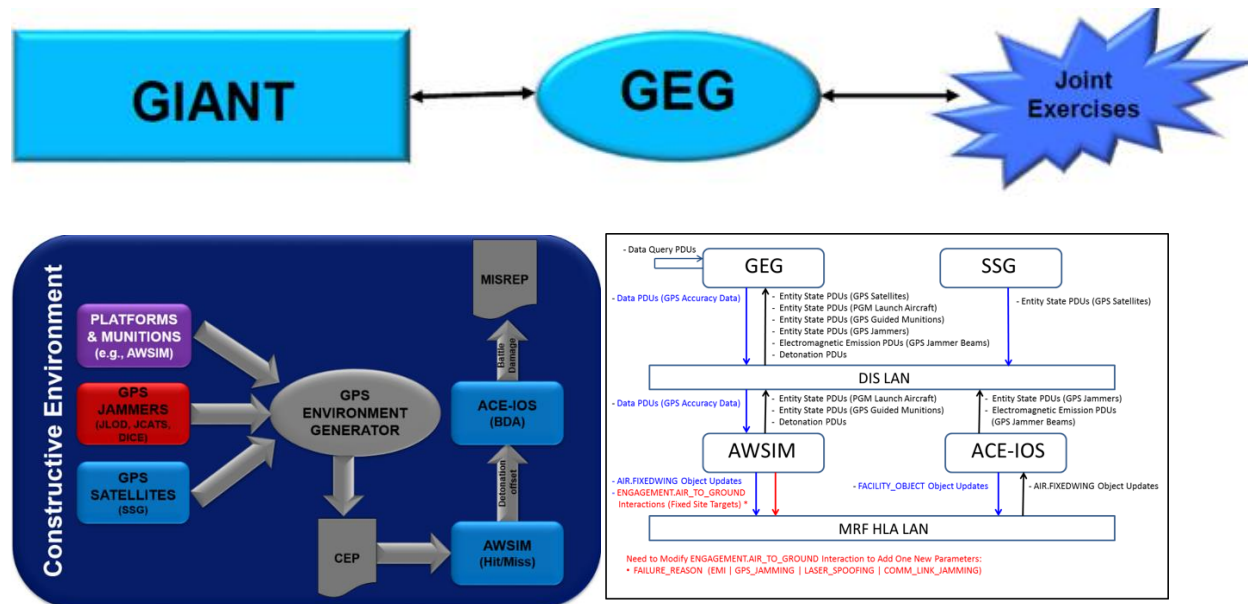 GIANT
GEG
Joint
Exercises
Constructive Environment
PLATFORMS
& MUNITIONS
(e.g., AWSIM)
GPS
JAMMERS
(JLOD, JCATS,
DICE)
GPS
SATELLITES
(SSG)
GPS
ENVIRONMENT
GENERATOR
CEP
MISREP
Battle
Damage
ACE-IOS
(BDA)
Detonation
offset
AWSIM
(Hit/Miss)
- Data Query PDUs
GEG
SSG
- Data PDUs (GPS Accuracy Data)
- Entity State PDUs (GPS Satellites)
- Entity State PDUs (PGM Launch Aircraft)
- Entity State PDUs (GPS Guided Munitions)
- Entity State PDUs (GPS Jammers)
- Electromagnetic Emission PDUs (GPS Jammer Beams)
- Detonation PDUs
- Entity State PDUs (GPS Satellites)
DIS LAN
- Data PDUs (GPS Accuracy Data)
- Entity State PDUs (PGM Launch Aircraft)
- Entity State PDUs (GPS Guided Munitions)
- Detonation PDUs
- Entity State PDUs (GPS Jammers)
- Electromagnetic Emission PDUs
(GPS Jammer Beams)
AWSIM
ACE-IOS
- AIR.FIXEDWING Object Updates
- ENGAGEMENT.AIR_TO_GROUND
Interactions (Fixed Site Targets) *
- FACILITY_OBJECT Object Updates
- AIR.FIXEDWING Object Updates
MRF HLA LAN
Need to Modify ENGAGEMENT.AIR_TO_GROUND Interaction to Add One New Parameters:
• FAILURE_REASON (EMI | GPS_JAMMING | LASER_SPOOFING | COMM_LINK_JAMMING)